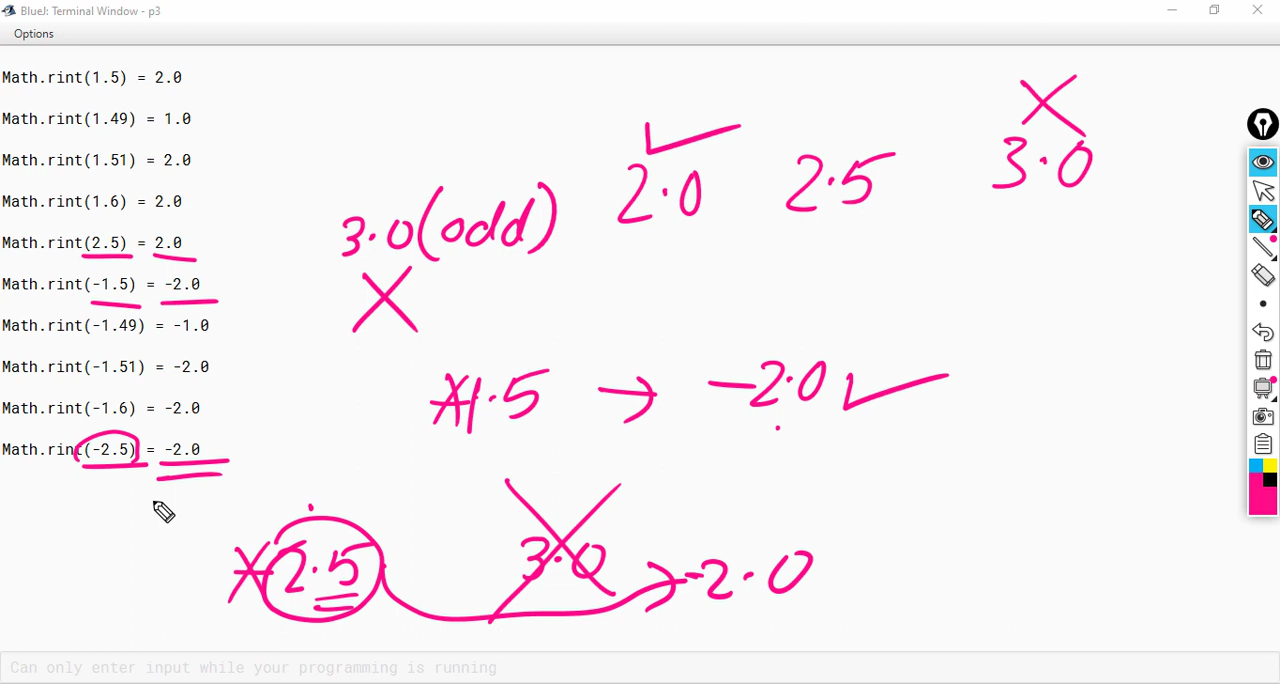 BlueJ: Terminal Window - p3
Options
Math.rint(1.5) = 2.0
Math.rint(1.49) = 1.0
Math.rint(1.51) = 2.0
Math.rint(1.6) = 2.0
Math.rint(2.5) = 2.0
Math.rint(-1.5) = -2.0
Math.rint(-1.49) = -1.0
Math.rint(-1.51) = -2.0
Math.rint(-1.6) = -2.0
Math.rint(-2.5) = -2.0
2.0 2.5 3.0
3.0(odd)
1.5 → -2.0
2.5 3.0 -2.0
Can only enter input while your programming is running